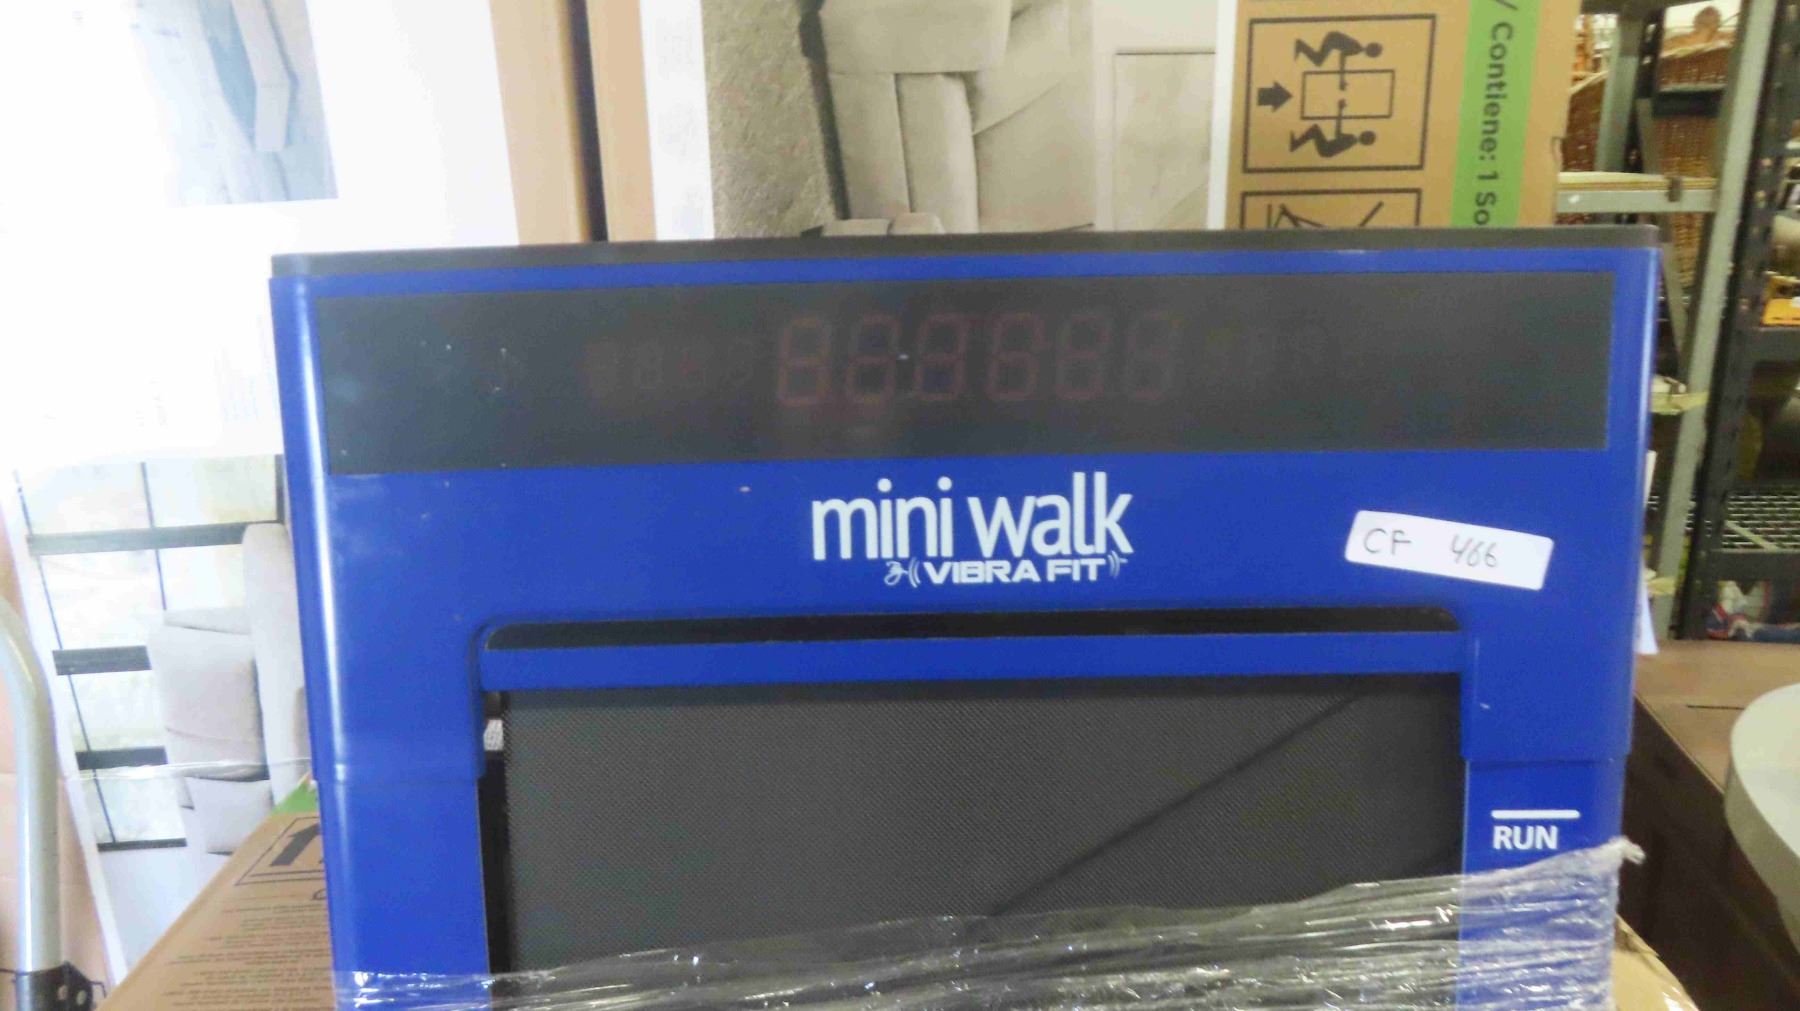 / Contiene: 1 So
mini walk
VIBRA FIT
CF 466
RUN